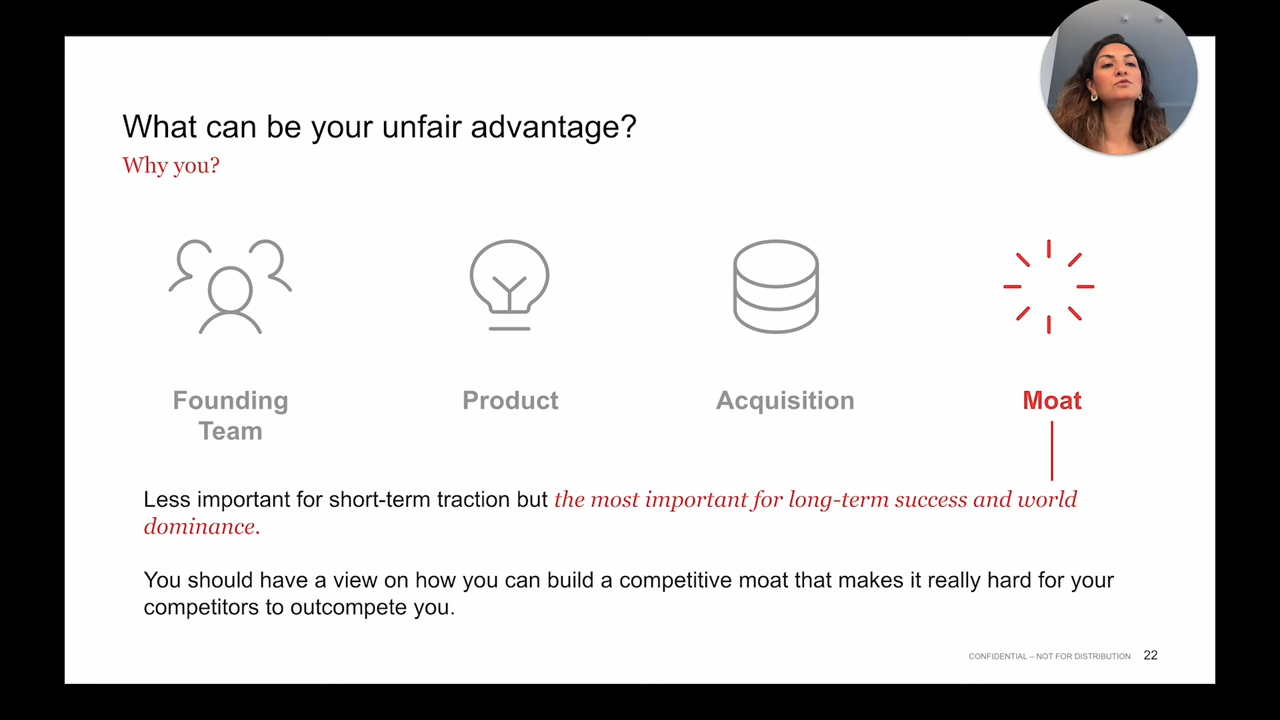 What can be your unfair advantage?
Why you?
Founding
Team
Product
Acquisition
Moat
Less important for short-term traction but the most important for long-term success and world
dominance.
You should have a view on how you can build a competitive moat that makes it really hard for your
competitors to outcompete you.
CONFIDENTIAL – NOT FOR DISTRIBUTION 22